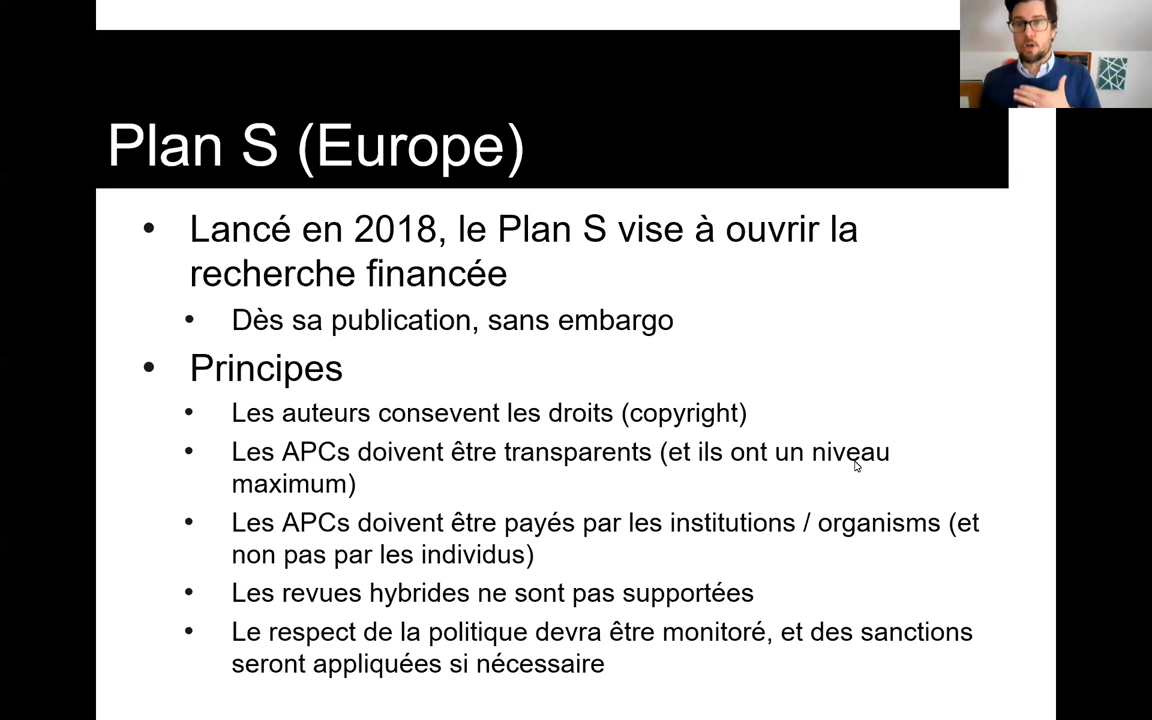 Plan S (Europe)
• Lancé en 2018, le Plan S vise à ouvrir la
recherche financée
• Dès sa publication, sans embargo
• Principes
• Les auteurs consevent les droits (copyright)
• Les APCs doivent être transparents (et ils ont un niveau
maximum)
• Les APCs doivent être payés par les institutions / organisms (et
non pas par les individus)
• Les revues hybrides ne sont pas supportées
• Le respect de la politique devra être monitoré, et des sanctions
seront appliquées si nécessaire